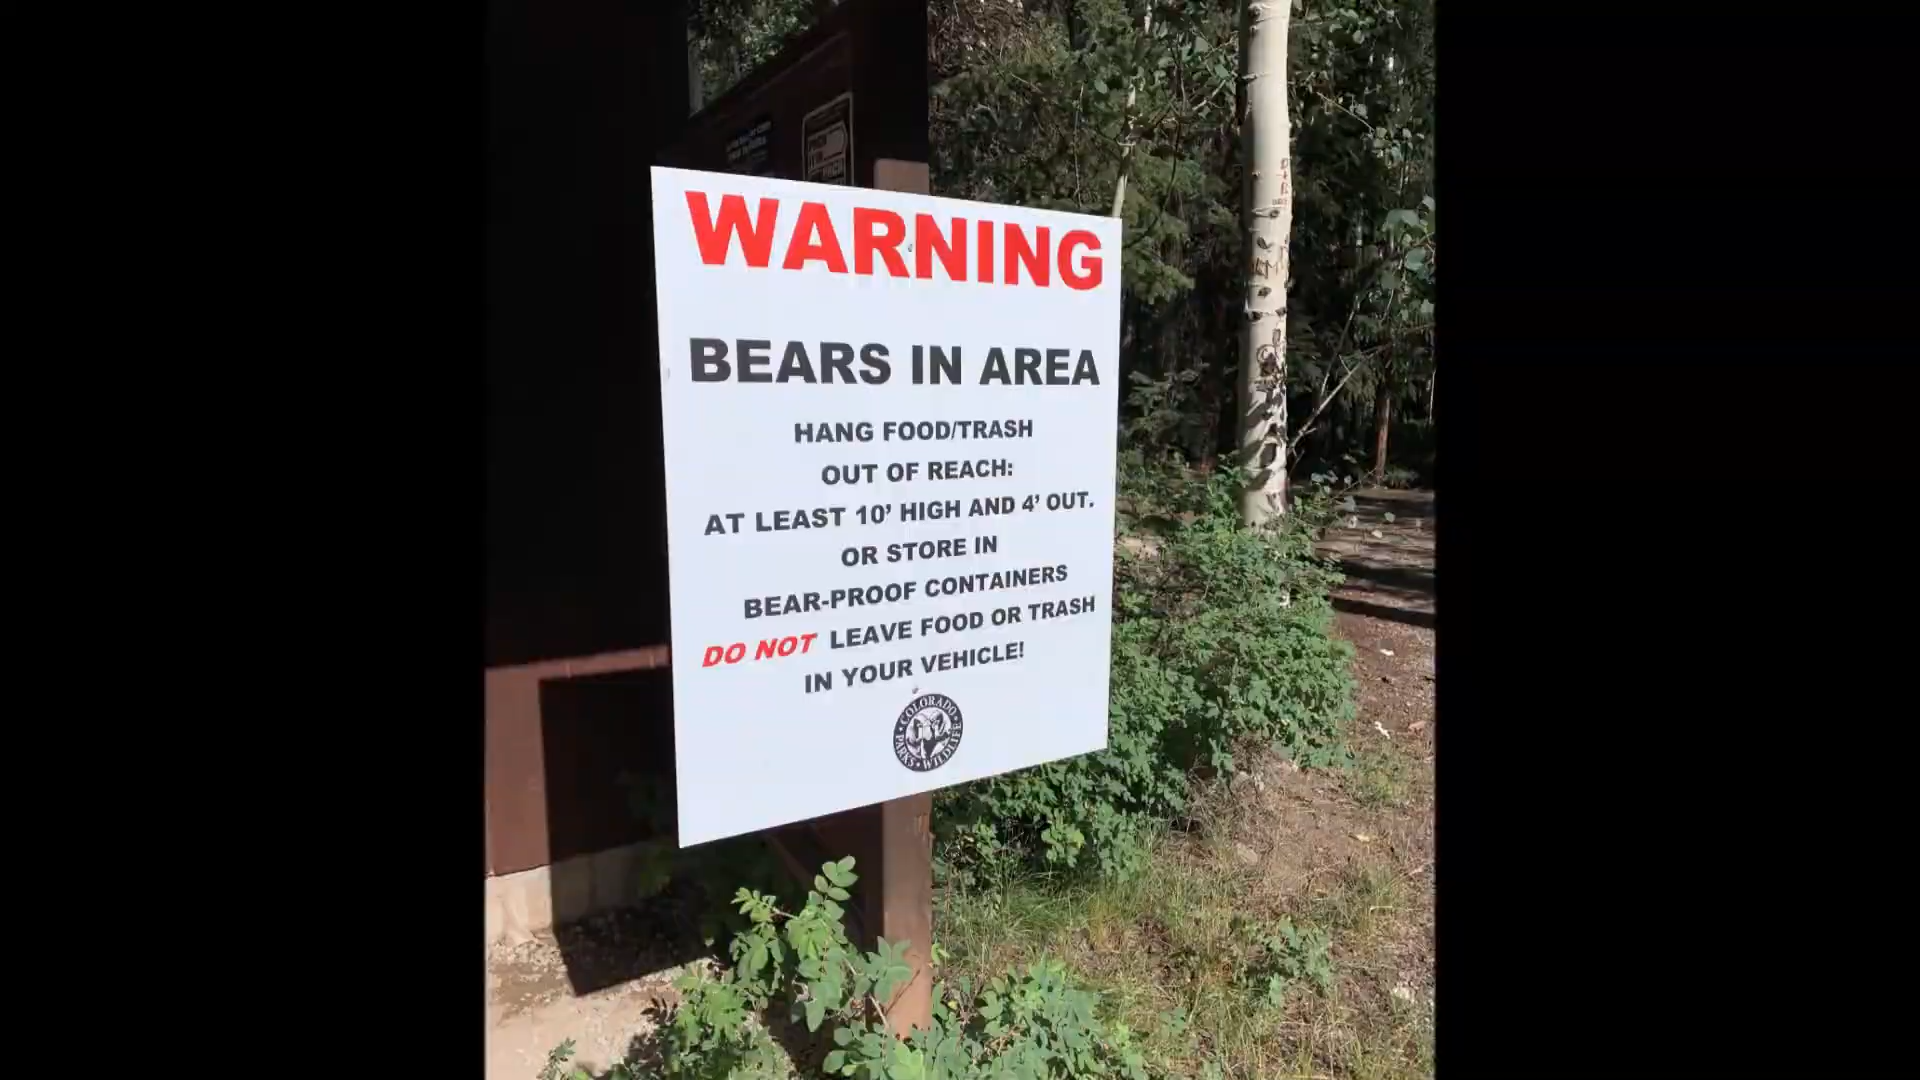 WARNING
BEARS IN AREA
HANG FOOD/TRASH
OUT OF REACH:
AT LEAST 10’ HIGH AND 4’ OUT.
OR STORE IN
BEAR-PROOF CONTAINERS
DO NOT LEAVE FOOD OR TRASH
IN YOUR VEHICLE!
COLORADO
PARKS • WILDLIFE